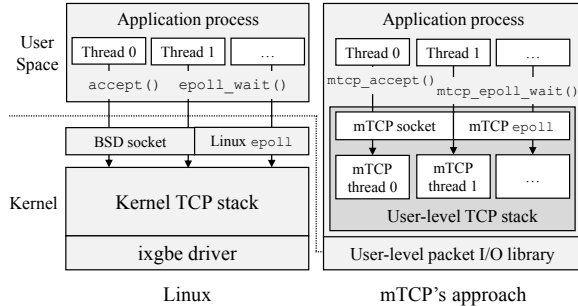 User
Space
Application process
Thread 0
Thread 1
...
accept()
epoll_wait()
BSD socket
Linux epoll
Kernel
Kernel TCP stack
ixgbe driver
Linux
Application process
Thread 0
Thread 1
...
mtcp_accept()
mtcp_epoll_wait()
mTCP socket
mTCP epoll
mTCP
thread 0
mTCP
thread 1
...
User-level TCP stack
User-level packet I/O library
mTCP's approach